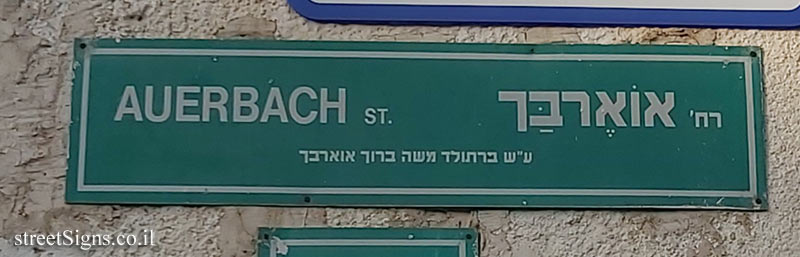 AUERBACH ST.
רח' אוֹאֶרבַּך
ע"ש ברתולד משה ברוך אוארבך
streetSigns.co.il